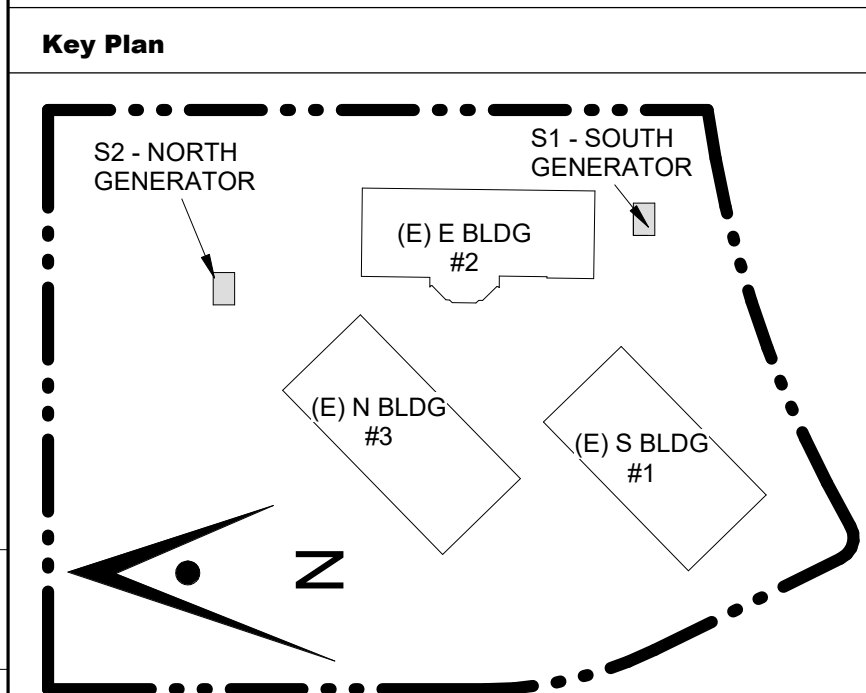 Key Plan
S2 - NORTH
GENERATOR
S1 - SOUTH
GENERATOR
(E) E BLDG
#2
(E) N BLDG
#3
(E) S BLDG
#1
N